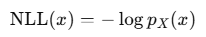 NLL(x) = − log p_X(x)